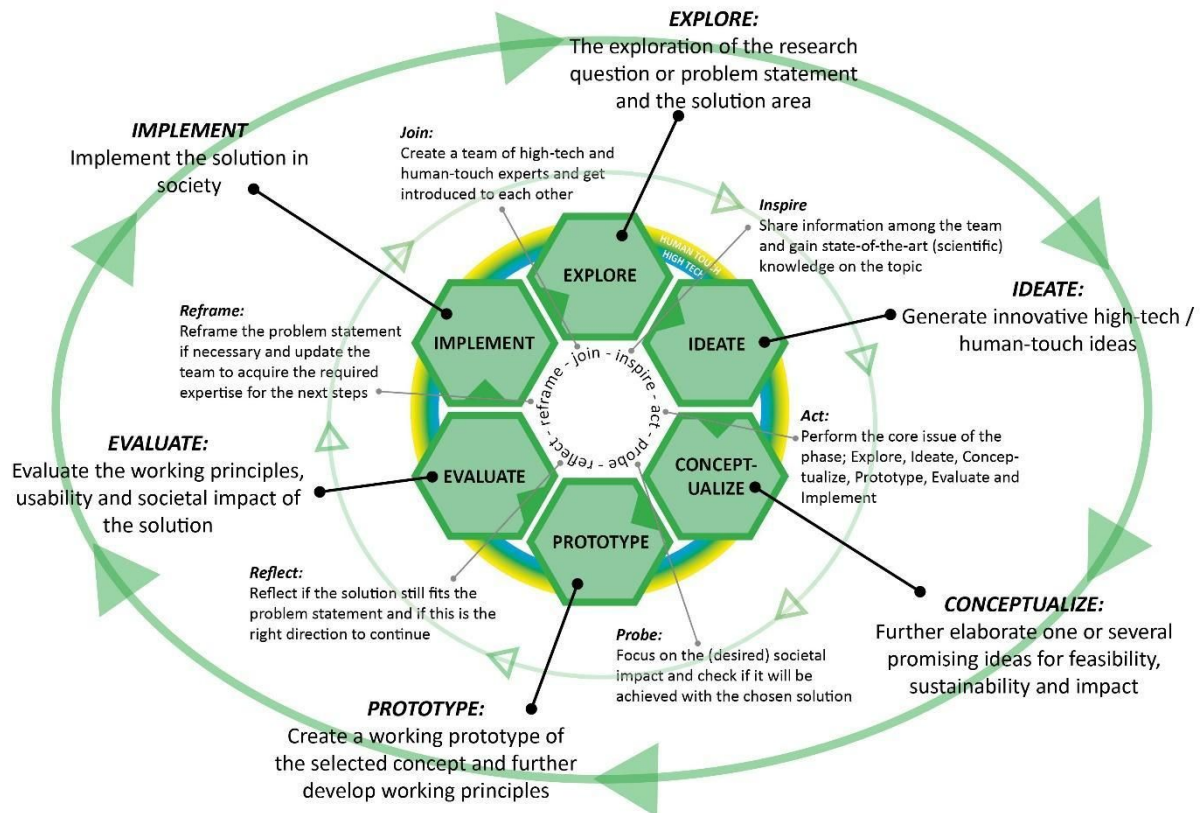 EXPLORE:
The exploration of the research
question or problem statement
and the solution area
IMPLEMENT
Implement the solution in
society
Join:
Create a team of high-tech and
human-touch experts and get
introduced to each other
Inspire
Share information among the team
and gain state-of-the-art (scientific)
knowledge on the topic
HUMAN TOUCH
HIGH TECH
EXPLORE
IDEATE:
Generate innovative high-tech /
human-touch ideas
Reframe:
Reframe the problem statement
if necessary and update the
team to acquire the required
expertise for the next steps
IMPLEMENT
IDEATE
reframe - join - inspire - act - probe - reflect -
EVALUATE:
Evaluate the working principles,
usability and societal impact of
the solution
EVALUATE
CONCEPT-
UALIZE
Act:
Perform the core issue of the
phase; Explore, Ideate, Concep-
tualize, Prototype, Evaluate and
Implement
PROTOTYPE
Reflect:
Reflect if the solution still fits the
problem statement and if this is the
right direction to continue
Probe:
Focus on the (desired) societal
impact and check if it will be
achieved with the chosen solution
CONCEPTUALIZE:
Further elaborate one or several
promising ideas for feasibility,
sustainability and impact
PROTOTYPE:
Create a working prototype of
the selected concept and further
develop working principles